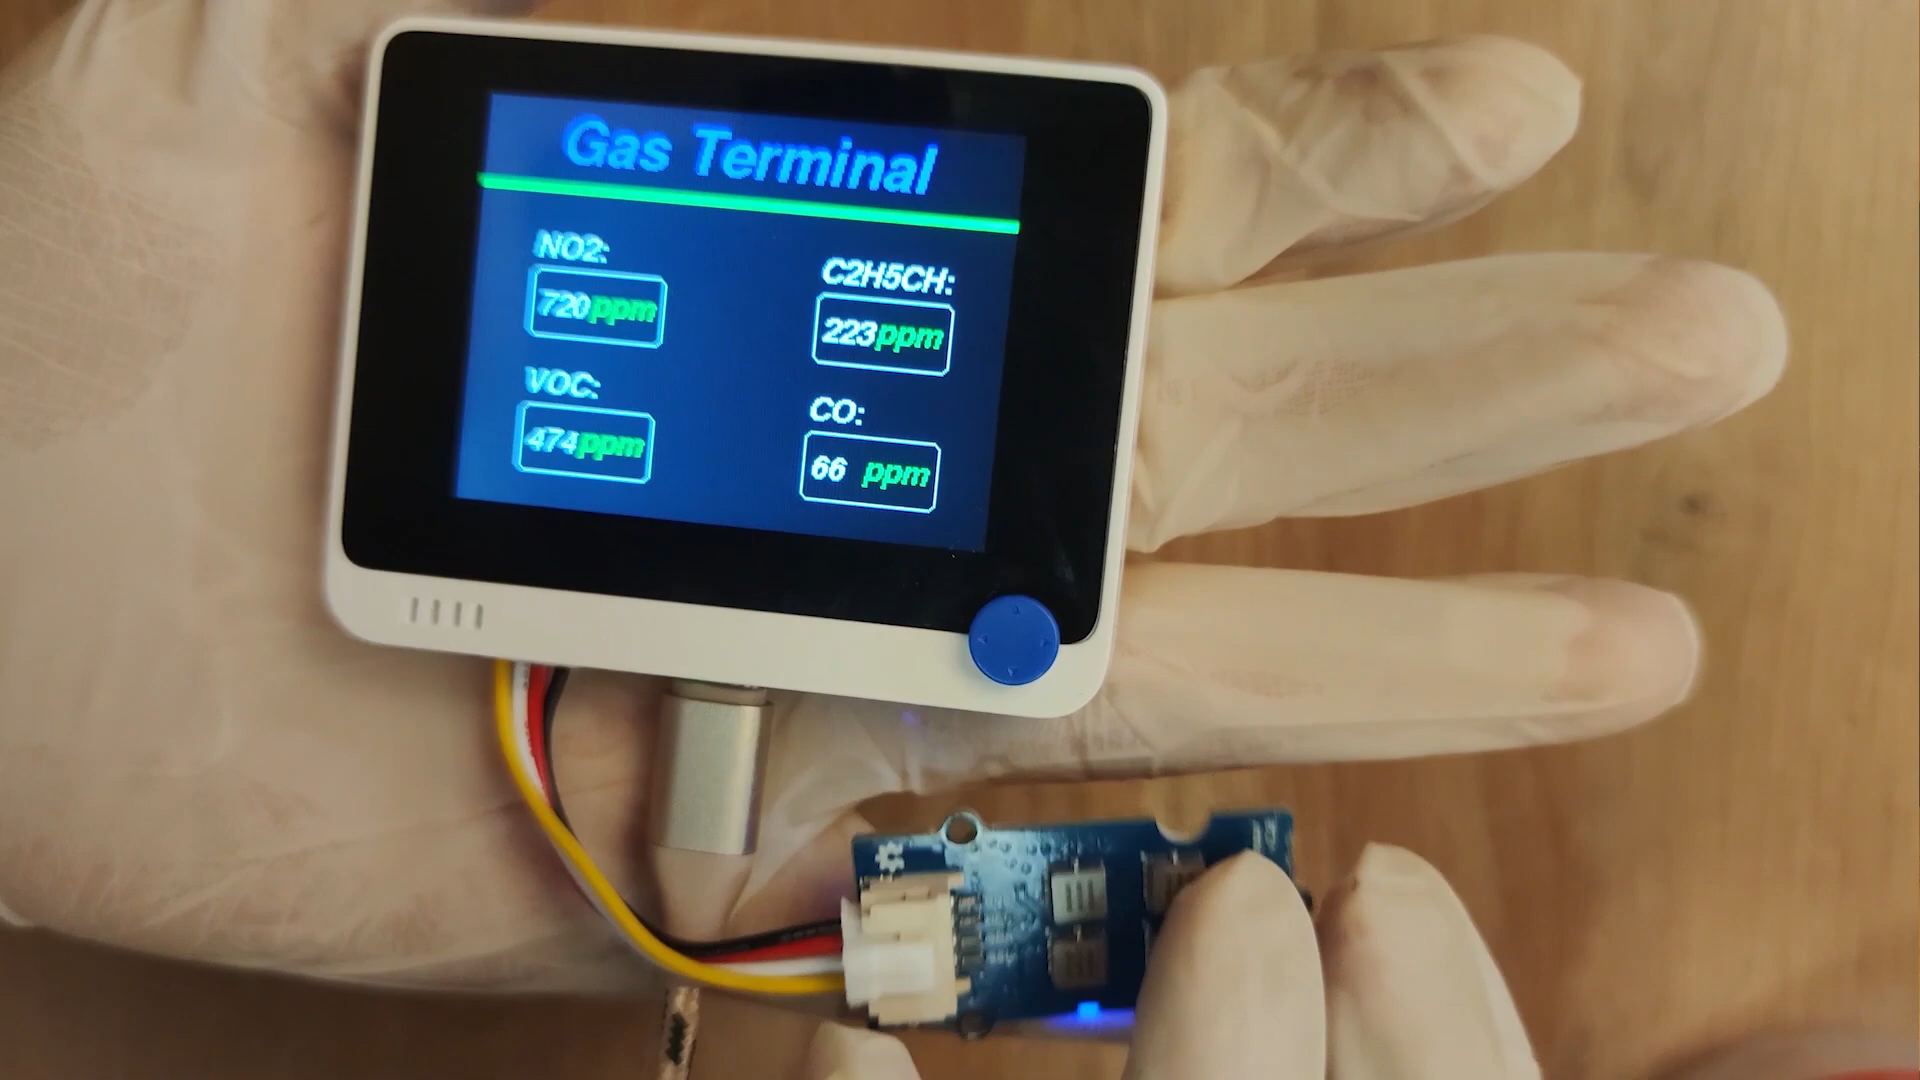 Gas Terminal
NO2:
720ppm
C2H5CH:
223ppm
VOC:
474ppm
CO:
66 ppm